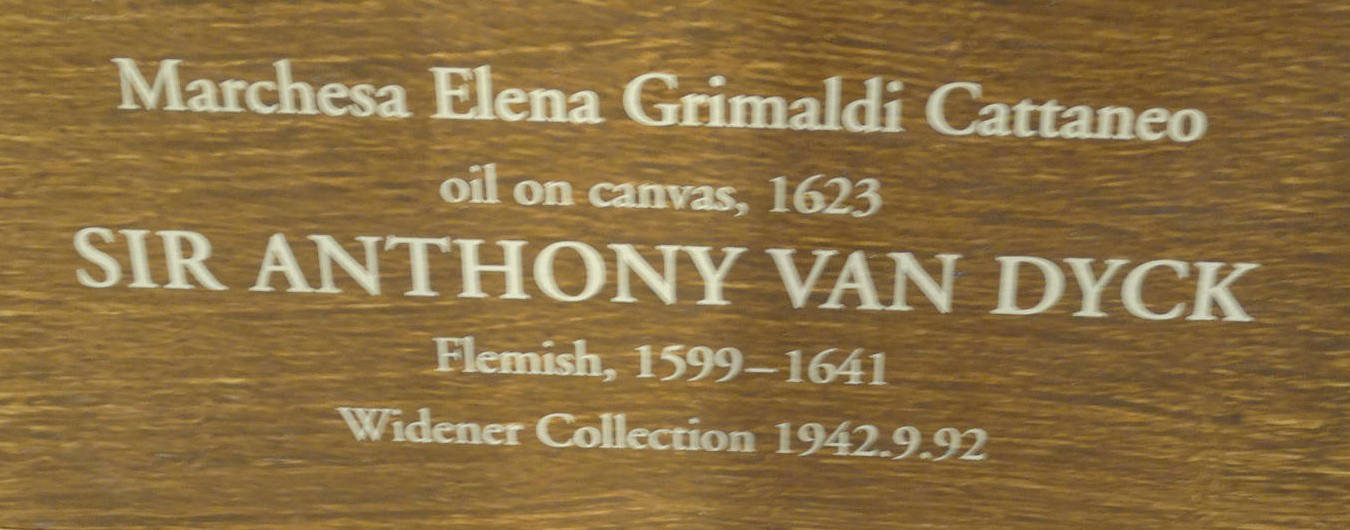 Marchesa Elena Grimaldi Cattaneo
oil on canvas, 1623
SIR ANTHONY VAN DYCK
Flemish, 1599–1641
Widener Collection 1942.9.92